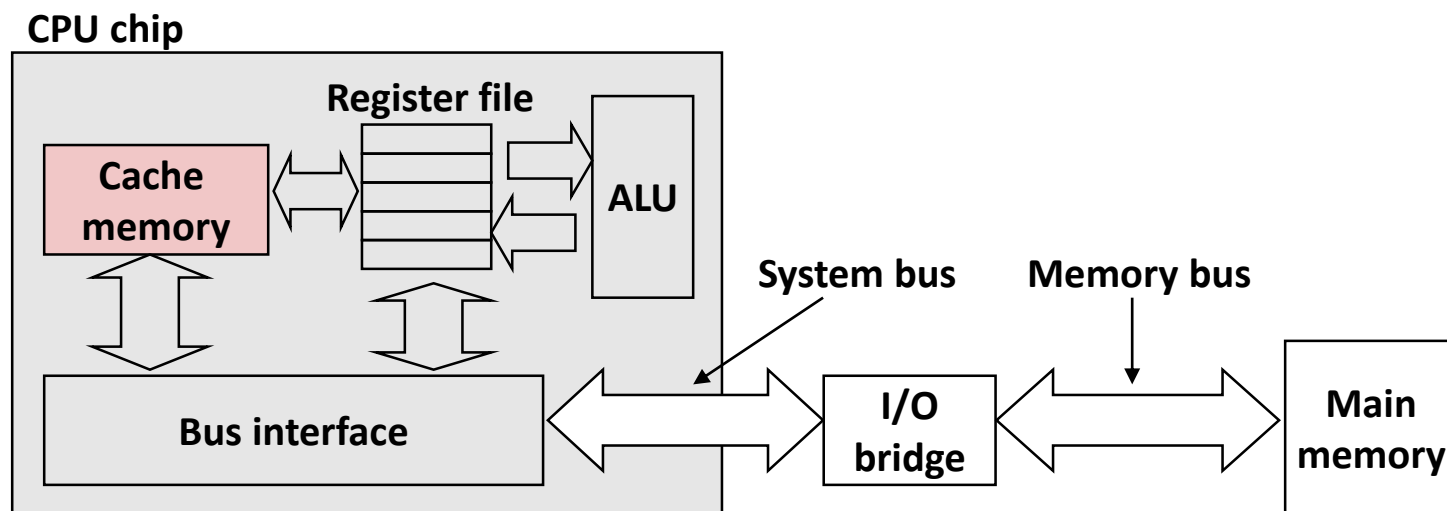 CPU chip
Register file
Cache
memory
ALU
System bus
Memory bus
Bus interface
I/O
bridge
Main
memory